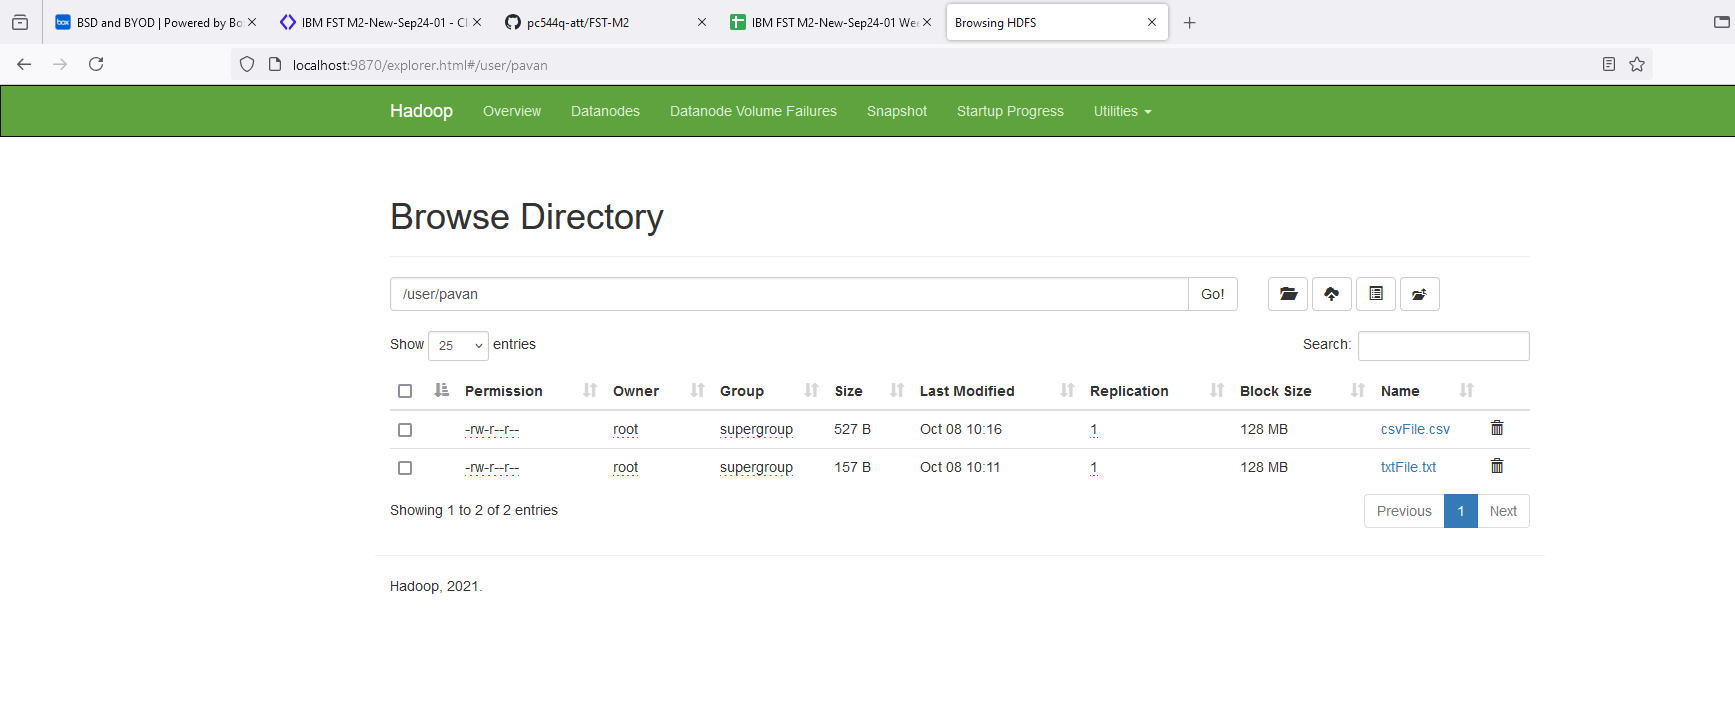 BSD and BYOD | Powered by Bo
IBM FST M2-New-Sep24-01 - Cl
pc544q-att/FST-M2
IBM FST M2-New-Sep24-01 Wee
Browsing HDFS
localhost:9870/explorer.html#/user/pavan
Hadoop Overview Datanodes Datanode Volume Failures Snapshot Startup Progress Utilities
Browse Directory
/user/pavan Go!
Show 25 entries Search:
Permission Owner Group Size Last Modified Replication Block Size Name
-rw-r--r-- root supergroup 527 B Oct 08 10:16 1 128 MB csvFile.csv
-rw-r--r-- root supergroup 157 B Oct 08 10:11 1 128 MB txtFile.txt
Showing 1 to 2 of 2 entries Previous 1 Next
Hadoop, 2021.